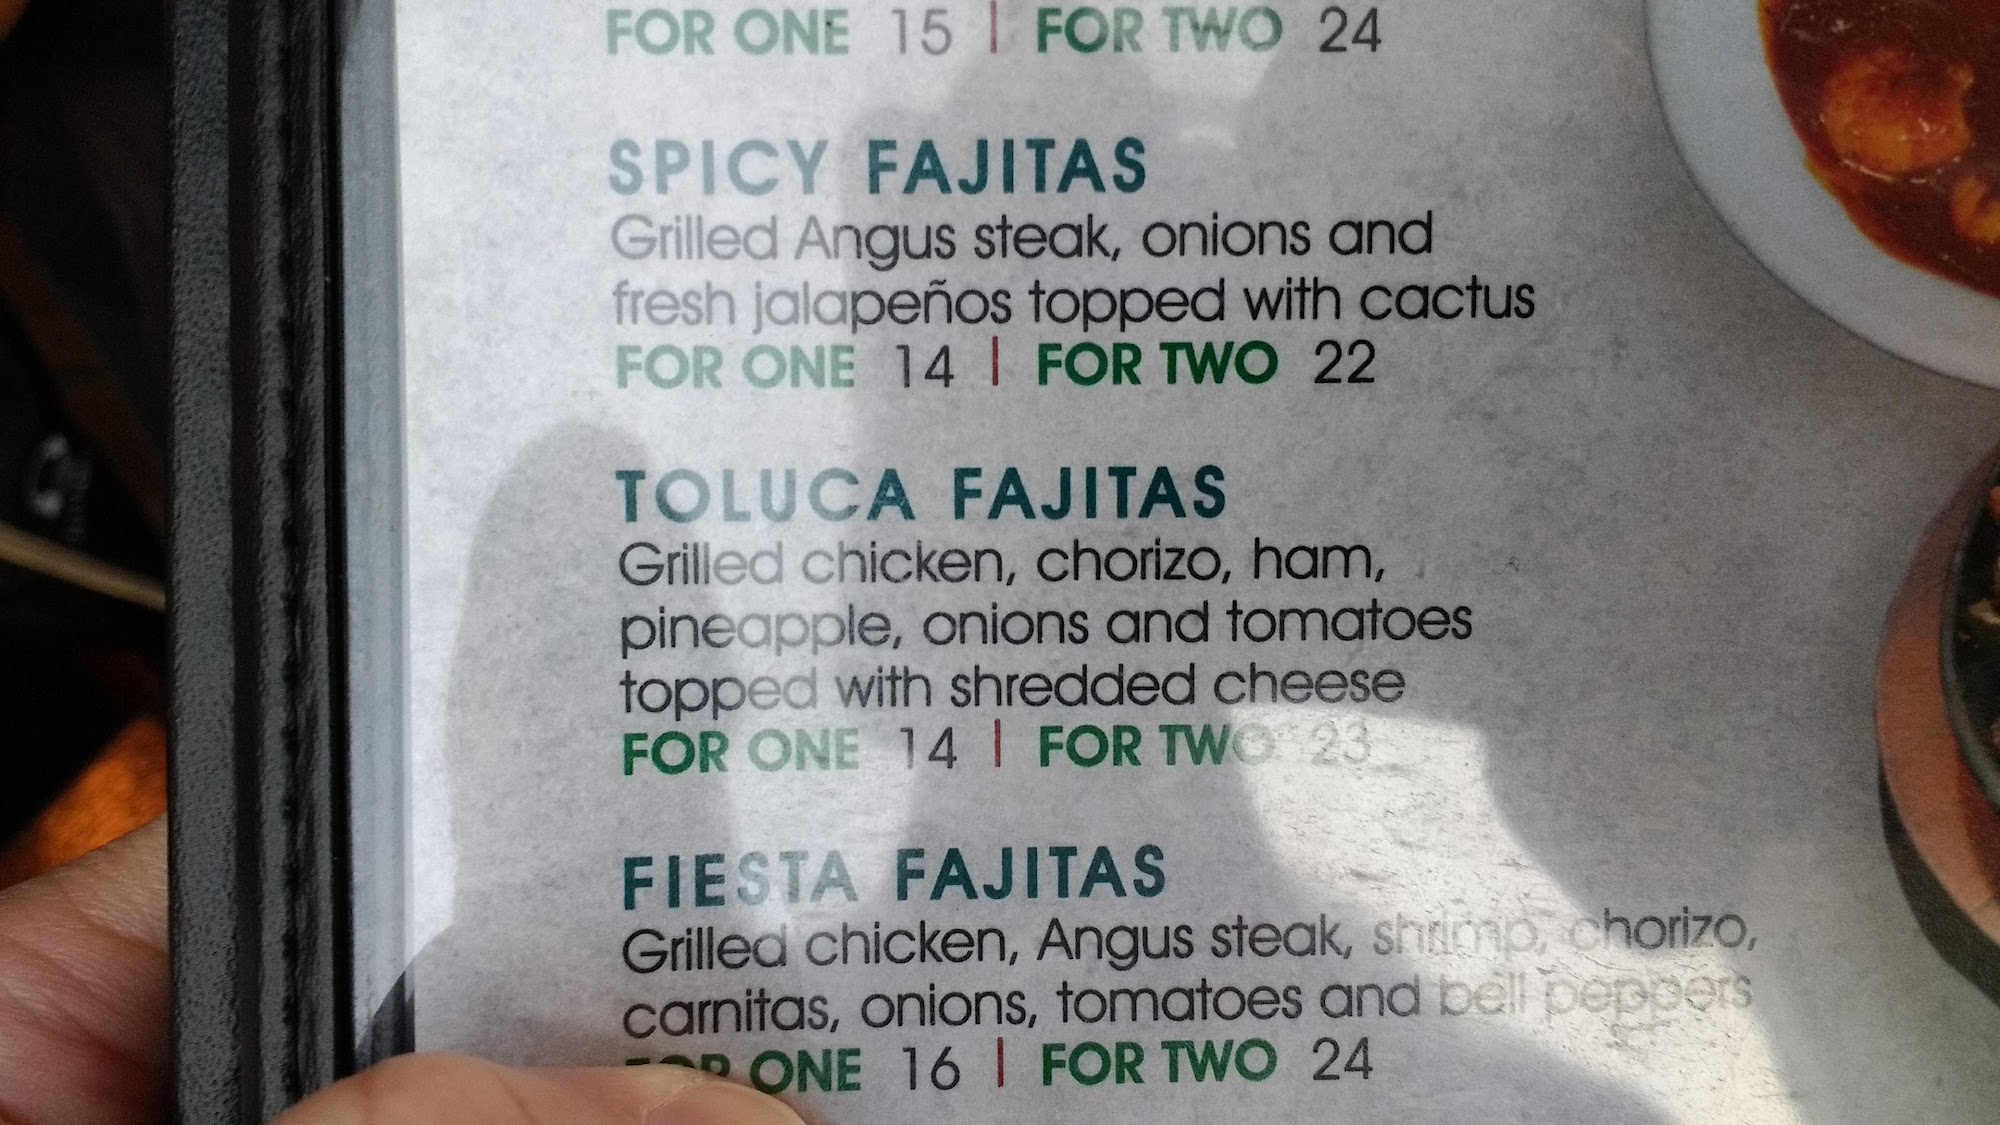 FOR ONE 15 | FOR TWO 24
SPICY FAJITAS
Grilled Angus steak, onions and
fresh jalapeños topped with cactus
FOR ONE 14 | FOR TWO 22
TOLUCA FAJITAS
Grilled chicken, chorizo, ham,
pineapple, onions and tomatoes
topped with shredded cheese
FOR ONE 14 | FOR TWO 23
FIESTA FAJITAS
Grilled chicken, Angus steak, shrimp, chorizo,
carnitas, onions, tomatoes and bell peppers
FOR ONE 16 | FOR TWO 24